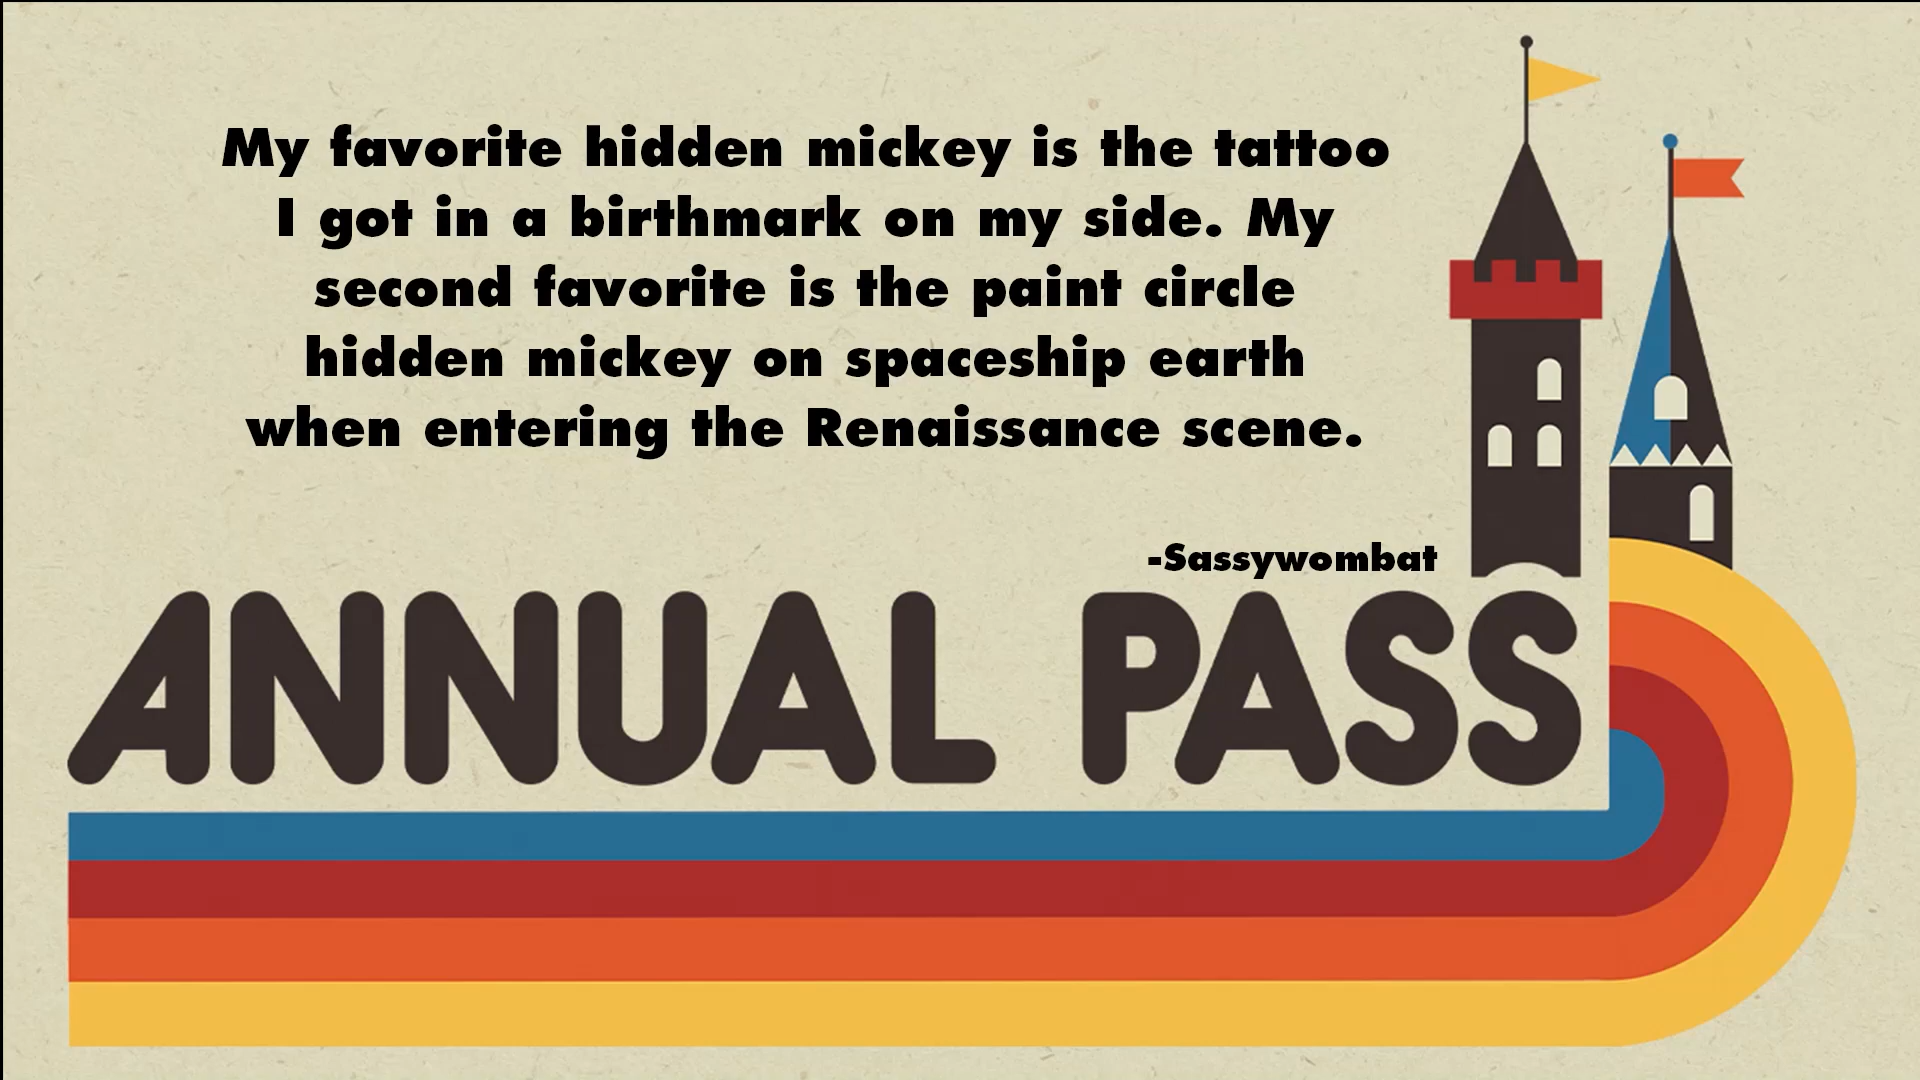 My favorite hidden mickey is the tattoo
I got in a birthmark on my side. My
second favorite is the paint circle
hidden mickey on spaceship earth
when entering the Renaissance scene.
-Sassywombat
ANNUAL PASS